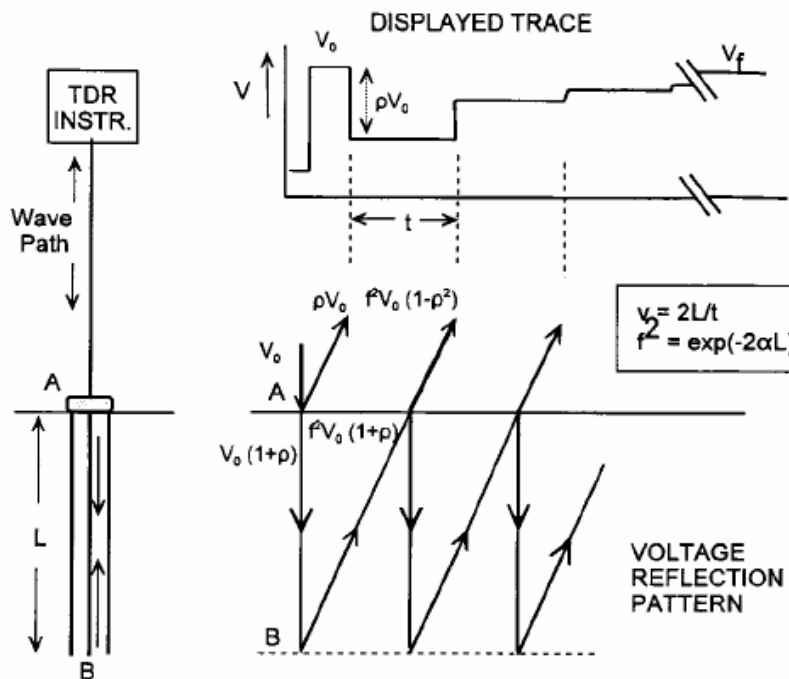 DISPLAYED TRACE
V₀
V_f
V
ρV₀
t
TDR
INSTR.
Wave
Path
A
L
B
ρV₀
f²V₀ (1-ρ²)
V₀
A
V₀ (1+ρ)
f²V₀ (1+ρ)
B
v = 2L/t
f² = exp(-2αL)
VOLTAGE
REFLECTION
PATTERN